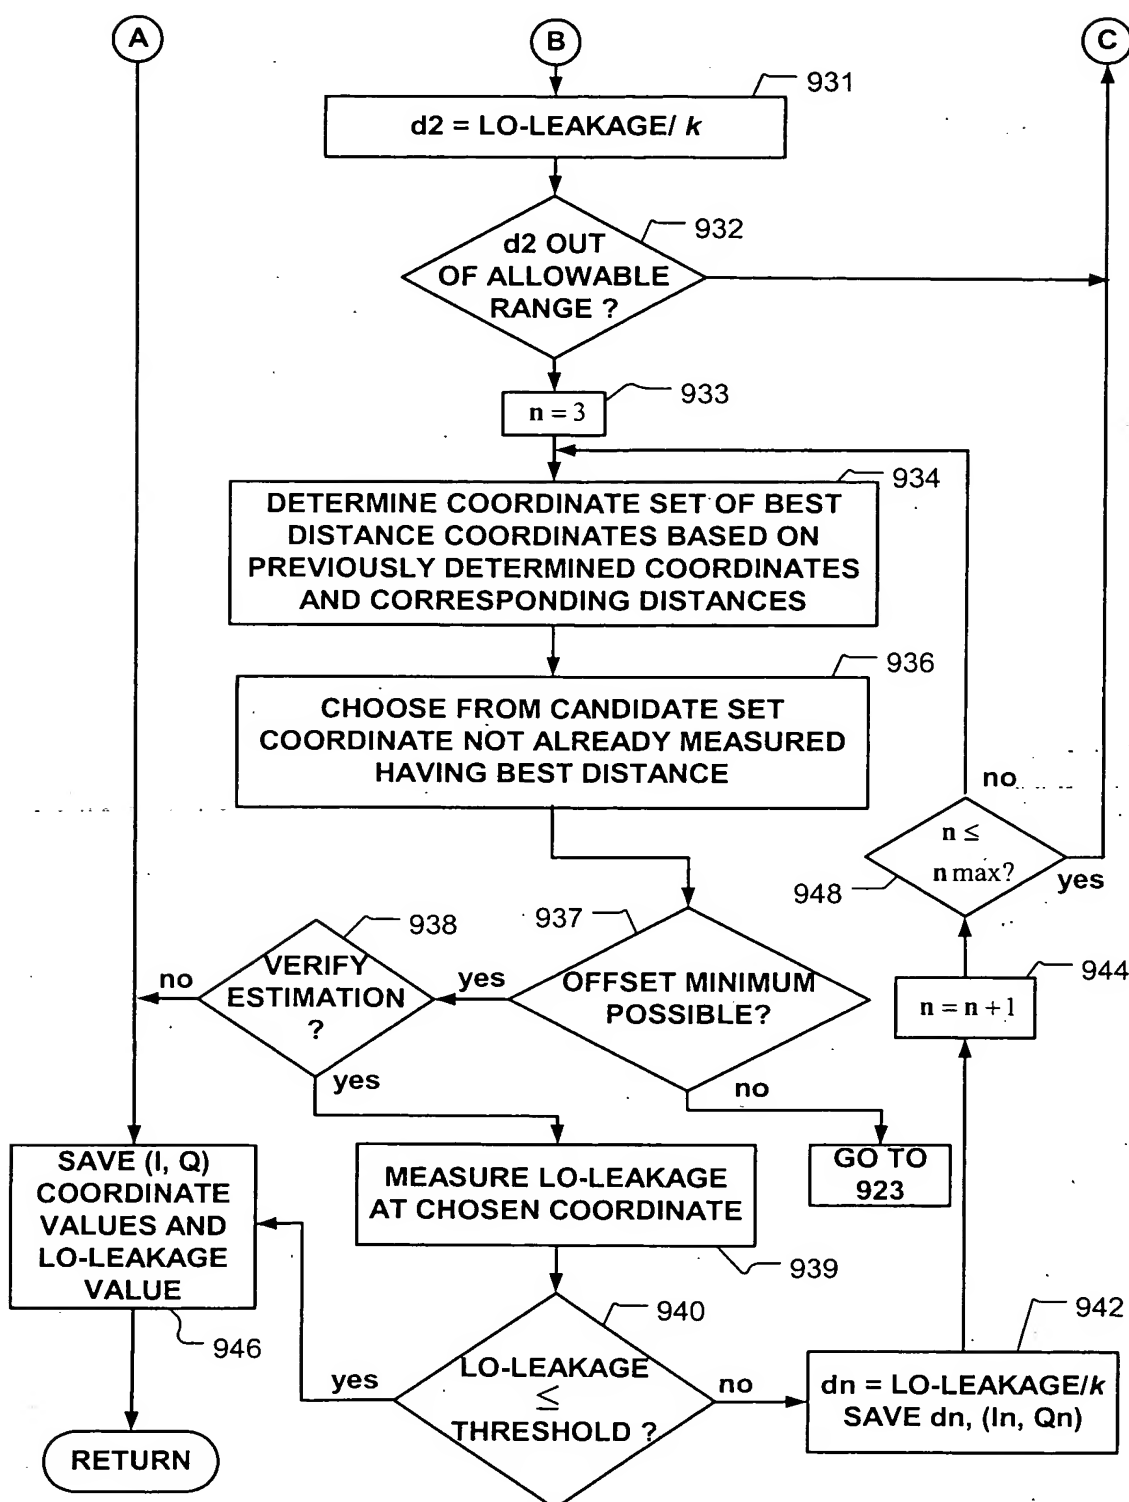 A
B
C
931
d2 = LO-LEAKAGE/ k
932
d2 OUT
OF ALLOWABLE
RANGE ?
933
n = 3
934
DETERMINE COORDINATE SET OF BEST
DISTANCE COORDINATES BASED ON
PREVIOUSLY DETERMINED COORDINATES
AND CORRESPONDING DISTANCES
936
CHOOSE FROM CANDIDATE SET
COORDINATE NOT ALREADY MEASURED
HAVING BEST DISTANCE
no
n ≤
n max?
948
yes
938
937
VERIFY
ESTIMATION
?
no
yes
yes
OFFSET MINIMUM
POSSIBLE?
no
944
n = n + 1
SAVE (I, Q)
COORDINATE
VALUES AND
LO-LEAKAGE
VALUE
946
MEASURE LO-LEAKAGE
AT CHOSEN COORDINATE
939
GO TO
923
940
LO-LEAKAGE
≤
THRESHOLD ?
yes
no
942
dn = LO-LEAKAGE/k
SAVE dn, (In, Qn)
RETURN